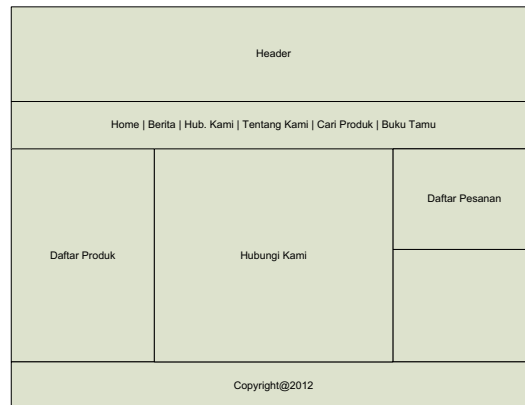 Header
Home | Berita | Hub. Kami | Tentang Kami | Cari Produk | Buku Tamu
Daftar Produk
Hubungi Kami
Daftar Pesanan
Copyright@2012